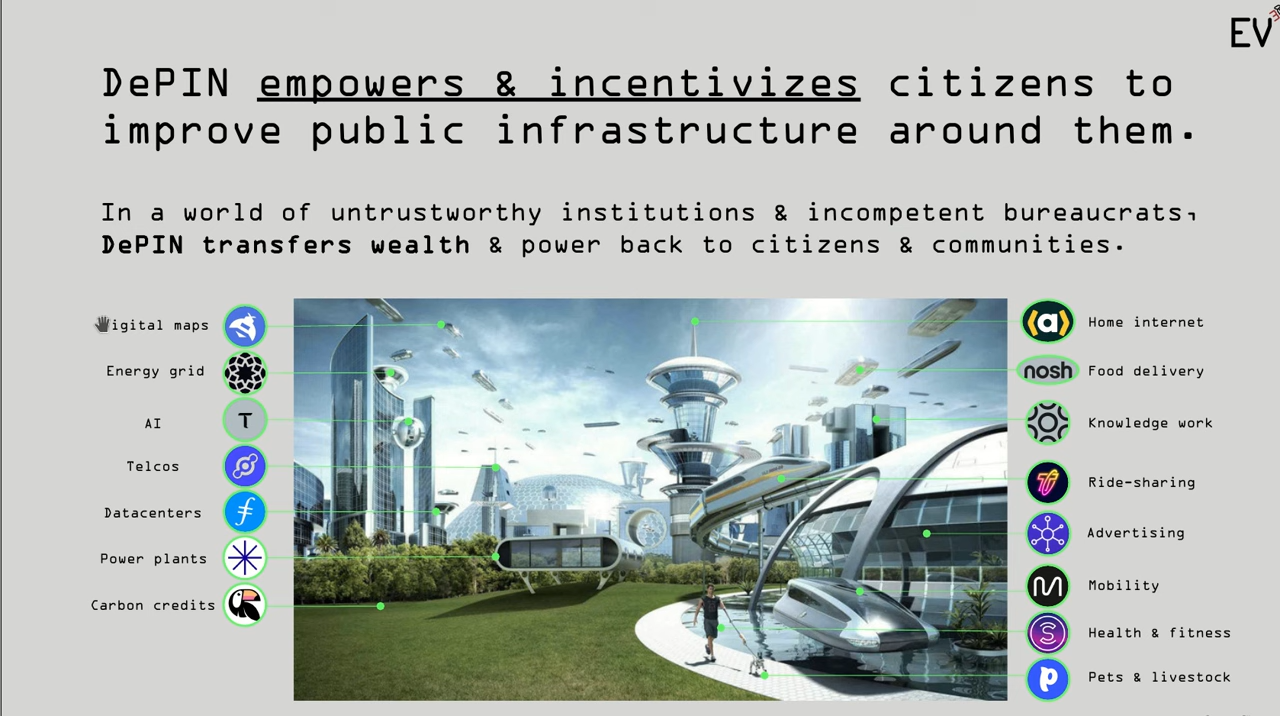 EV
DePIN empowers & incentivizes citizens to
improve public infrastructure around them.
In a world of untrustworthy institutions & incompetent bureaucrats,
DePIN transfers wealth & power back to citizens & communities.
igital maps
Energy grid
AI
T
Telcos
Datacenters
Power plants
Carbon credits
(a)
Home internet
nosh
Food delivery
Knowledge work
Ride-sharing
Advertising
Mobility
Health & fitness
Pets & livestock